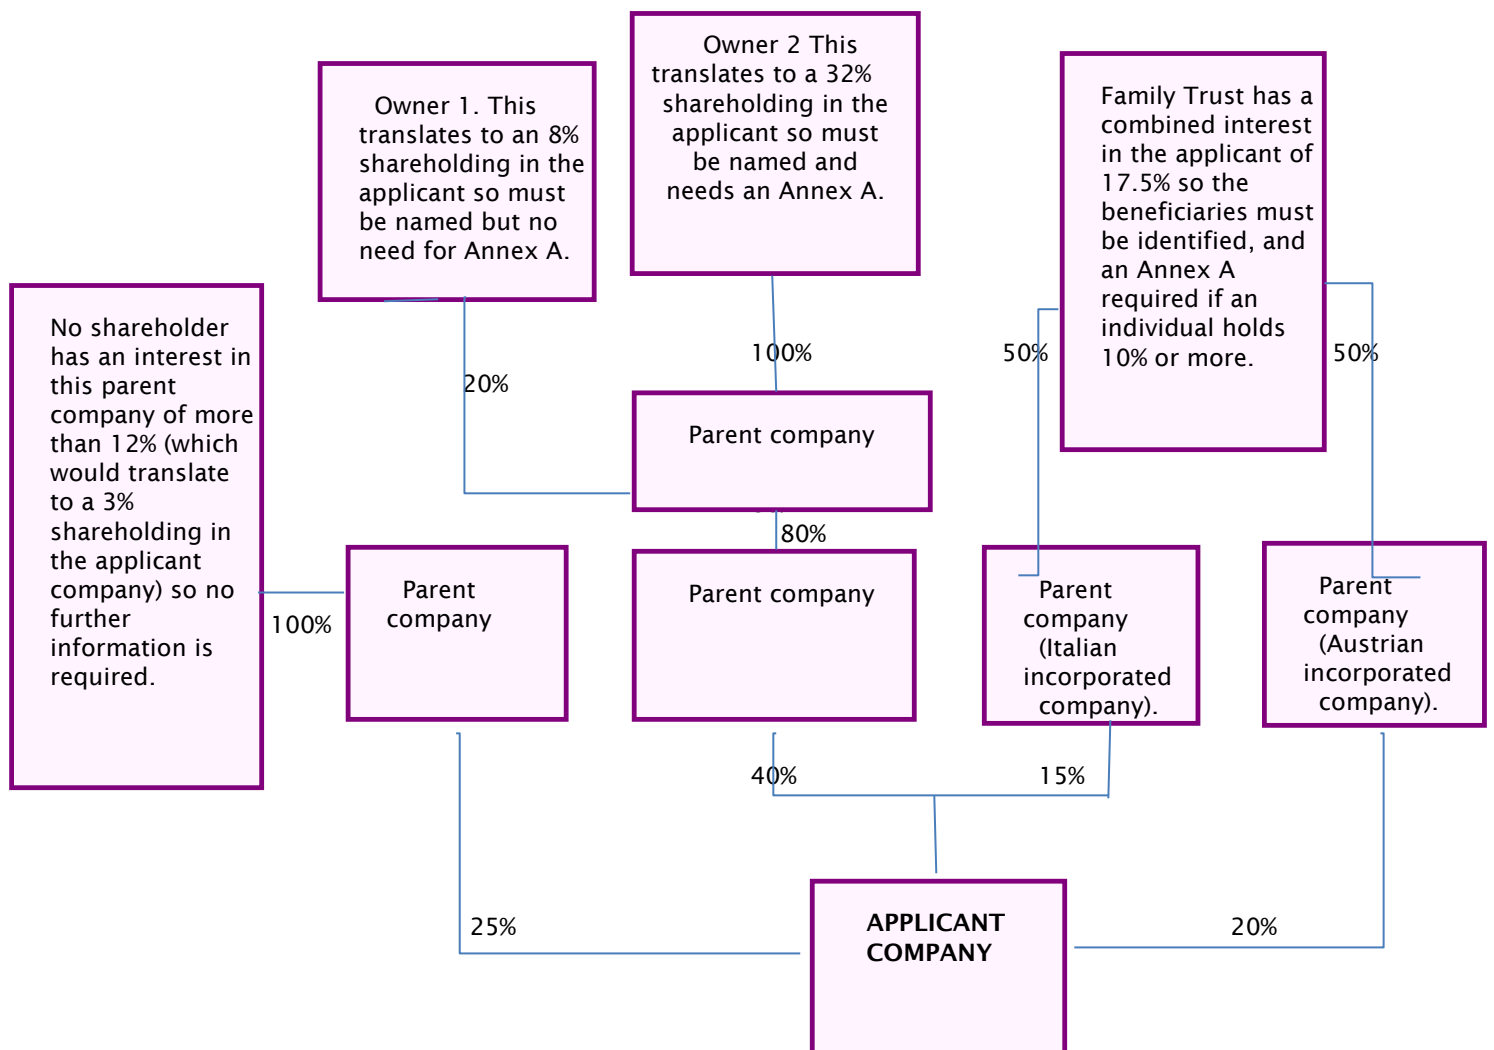 Owner 2 This
translates to a 32%
shareholding in the
applicant so must
be named and
needs an Annex A.
Owner 1. This
translates to an 8%
shareholding in the
applicant so must
be named but no
need for Annex A.
Family Trust has a
combined interest
in the applicant of
17.5% so the
beneficiaries must
be identified, and
an Annex A
required if an
individual holds
10% or more.
No shareholder
has an interest in
this parent
company of more
than 12% (which
would translate
to a 3%
shareholding in
the applicant
company) so no
further
information is
required.
20%
100%
50%
50%
Parent company
80%
100%
Parent
company
Parent company
Parent
company
(Italian
incorporated
company).
Parent
company
(Austrian
incorporated
company).
40%
15%
25%
20%
APPLICANT
COMPANY